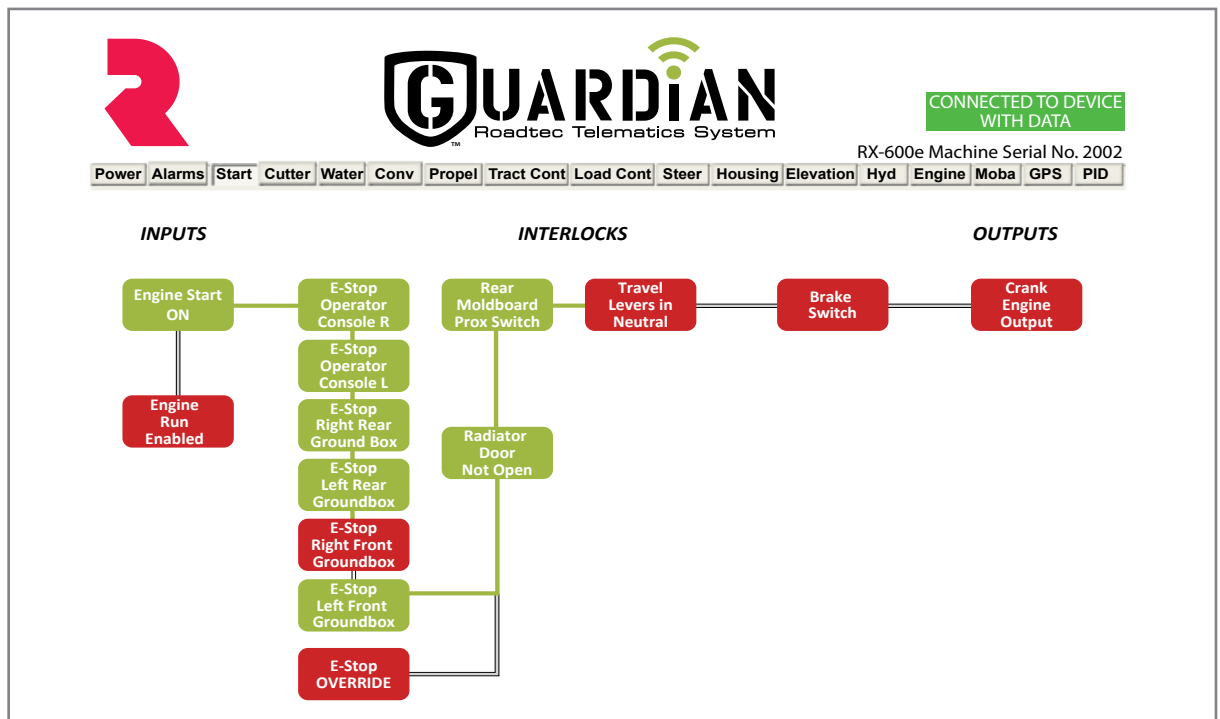 GUARDIAN
Roadtec Telematics System
TM
CONNECTED TO DEVICE
WITH DATA
RX-600e Machine Serial No. 2002
Power Alarms Start Cutter Water Conv Propel Tract Cont Load Cont Steer Housing Elevation Hyd Engine Moba GPS PID
INPUTS INTERLOCKS OUTPUTS
Engine Start
ON
Engine
Run
Enabled
E-Stop
Operator
Console R
E-Stop
Operator
Console L
E-Stop
Right Rear
Ground Box
E-Stop
Left Rear
Groundbox
E-Stop
Right Front
Groundbox
E-Stop
Left Front
Groundbox
E-Stop
OVERRIDE
Rear
Moldboard
Prox Switch
Radiator
Door
Not Open
Travel
Levers in
Neutral
Brake
Switch
Crank
Engine
Output